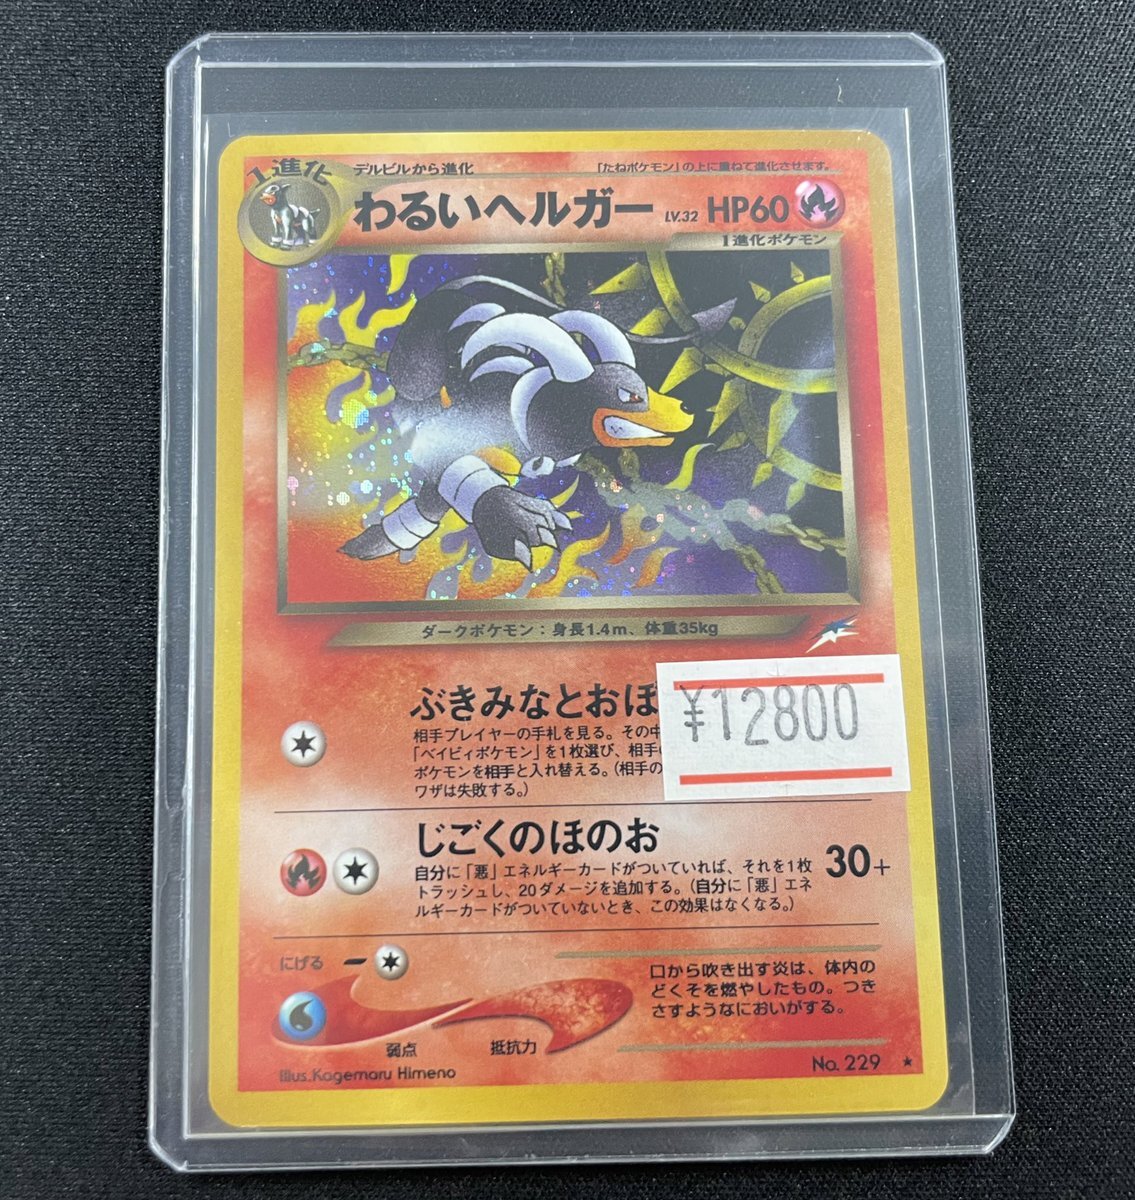 1進化
デルビルから進化
「たねポケモン」の上に重ねて進化させます。
わるいヘルガー LV.32 HP60
1進化ポケモン
ダークポケモン：身長1.4m、体重35kg
ぶきみなとおぼ
¥12800
相手プレイヤーの手札を見る。その中
「ベイビィポケモン」を1枚選び、相手
ポケモンを相手と入れ替える。（相手の
ワザは失敗する。）
じごくのほのお
30+
自分に「悪」エネルギーカードがついていれば、それを1枚
トラッシュし、20ダメージを追加する。（自分に「悪」エネ
ルギーカードがついていないとき、この効果はなくなる。）
にげる
口から吹き出す炎は、体内の
どくそを燃やしたもの。つき
さすようなにおいがする。
弱点
抵抗力
Illus.Kagemaru Himeno
No. 229